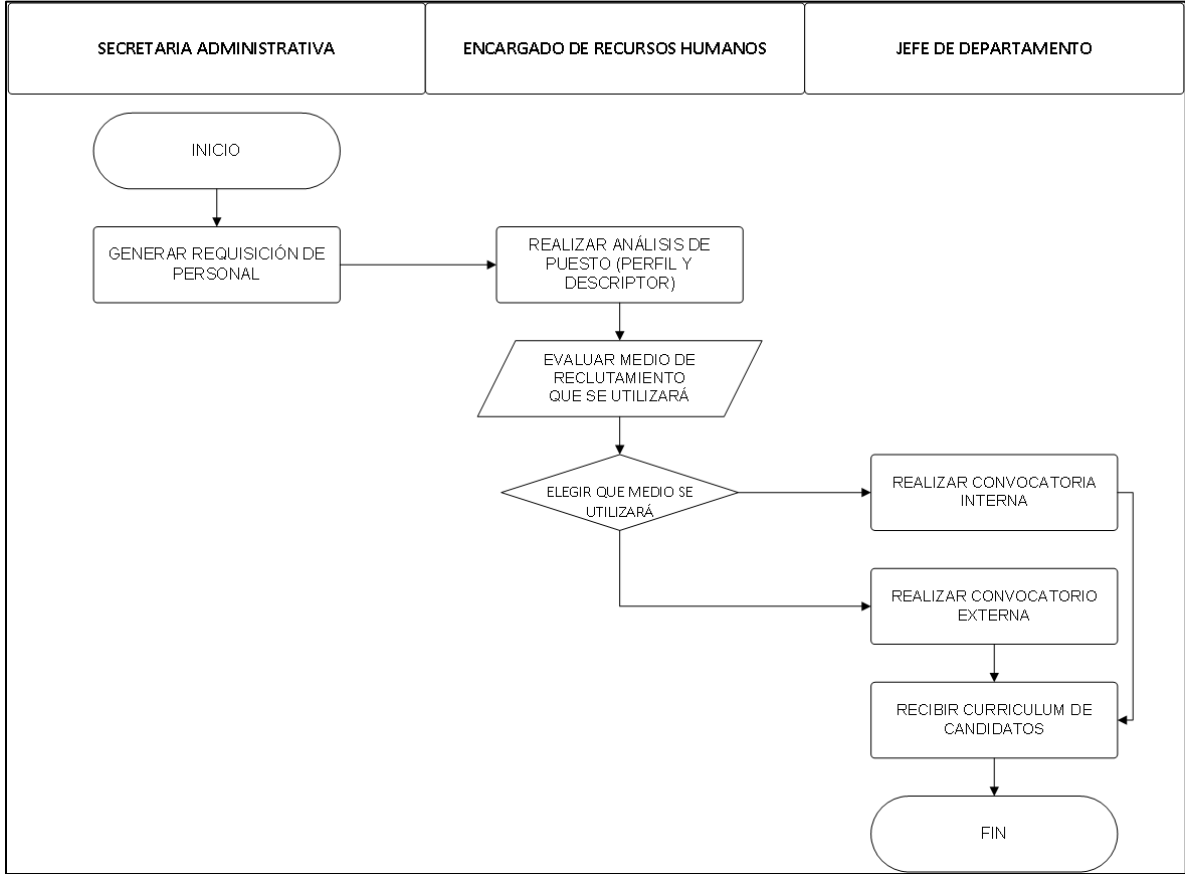 SECRETARIA ADMINISTRATIVA
ENCARGADO DE RECURSOS HUMANOS
JEFE DE DEPARTAMENTO
INICIO
GENERAR REQUISICIÓN DE
PERSONAL
REALIZAR ANÁLISIS DE
PUESTO (PERFIL Y
DESCRIPTOR)
EVALUAR MEDIO DE
RECLUTAMIENTO
QUE SE UTILIZARÁ
ELEGIR QUE MEDIO SE
UTILIZARÁ
REALIZAR CONVOCATORIA
INTERNA
REALIZAR CONVOCATORIO
EXTERNA
RECIBIR CURRICULUM DE
CANDIDATOS
FIN